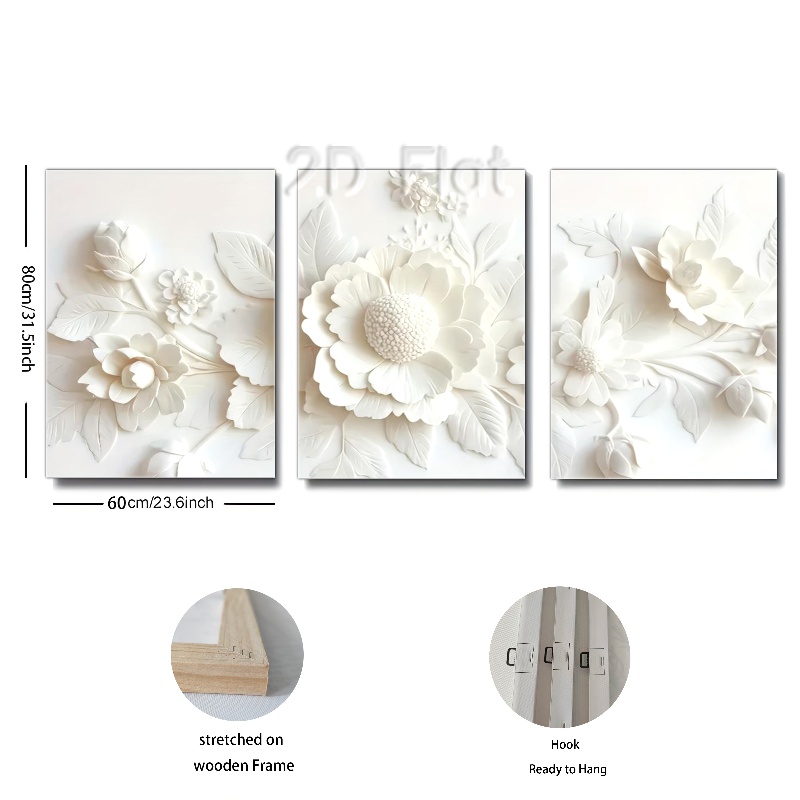 2D Flat
80cm/31.5inch
60cm/23.6inch
stretched on
wooden Frame
Hook
Ready to Hang